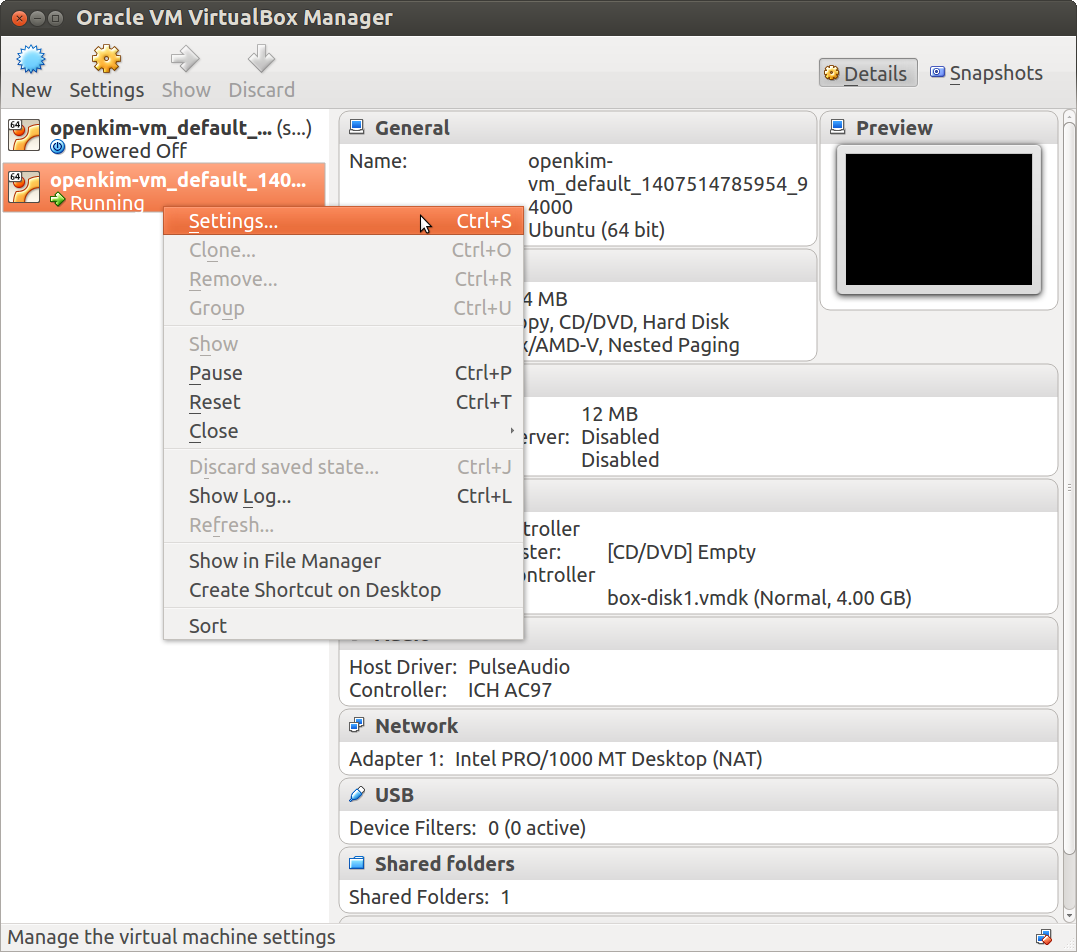 Oracle VM VirtualBox Manager
New Settings Show Discard Details Snapshots
openkim-vm_default_... (s...)
64
Powered Off
openkim-vm_default_140...
64
Running
Settings... Ctrl+S
Clone... Ctrl+O
Remove... Ctrl+R
Group Ctrl+U
Show
Pause Ctrl+P
Reset Ctrl+T
Close
Discard saved state... Ctrl+J
Show Log... Ctrl+L
Refresh...
Show in File Manager
Create Shortcut on Desktop
Sort
General
Name: openkim-
vm_default_1407514785954_9
4000
Ubuntu (64 bit)
4 MB
CD/DVD, Hard Disk
x/AMD-V, Nested Paging
12 MB
erver: Disabled
Disabled
troller
ster: [CD/DVD] Empty
ontroller
box-disk1.vmdk (Normal, 4.00 GB)
Host Driver: PulseAudio
Controller: ICH AC97
Network
Adapter 1: Intel PRO/1000 MT Desktop (NAT)
USB
Device Filters: 0 (0 active)
Shared folders
Shared Folders: 1
Preview
Manage the virtual machine settings